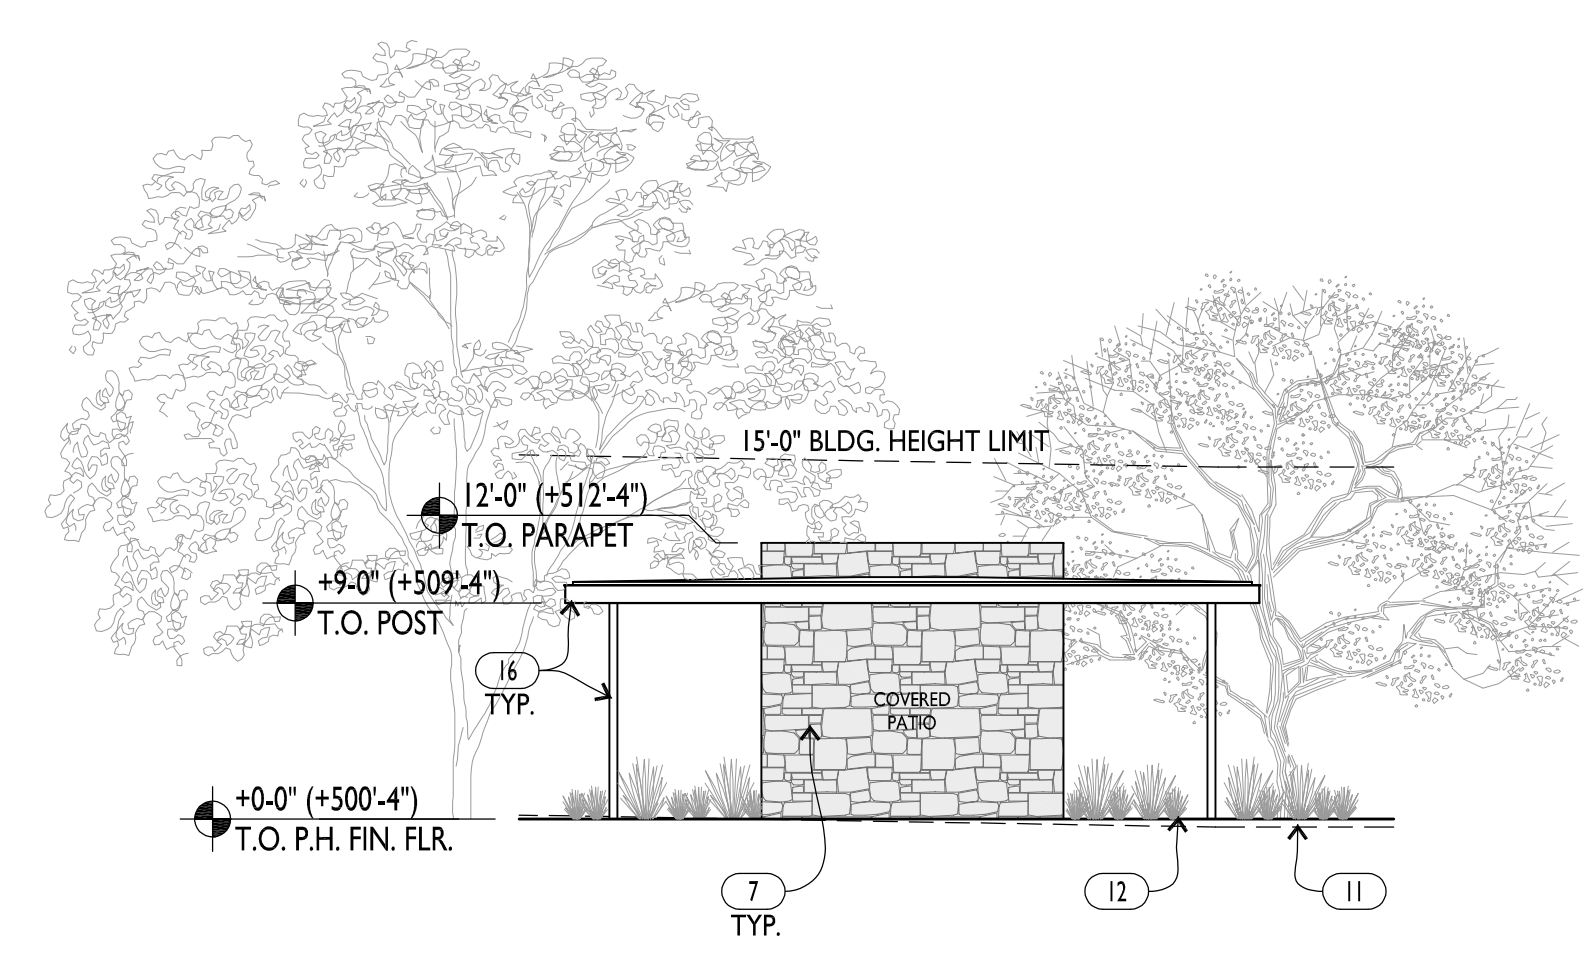 15'-0" BLDG. HEIGHT LIMIT
12'-0" (+512'-4")
T.O. PARAPET
+9-0" (+509'-4")
T.O. POST
16
TYP.
COVERED
PATIO
+0-0" (+500'-4")
T.O. P.H. FIN. FLR.
7
TYP.
12
11